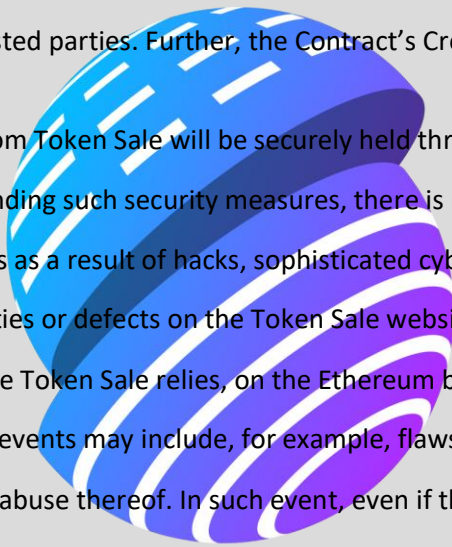 sted parties. Further, the Contract’s Cre
om Token Sale will be securely held thr
nding such security measures, there is
s as a result of hacks, sophisticated cyb
ties or defects on the Token Sale websi
e Token Sale relies, on the Ethereum b
events may include, for example, flaws
abuse thereof. In such event, even if th